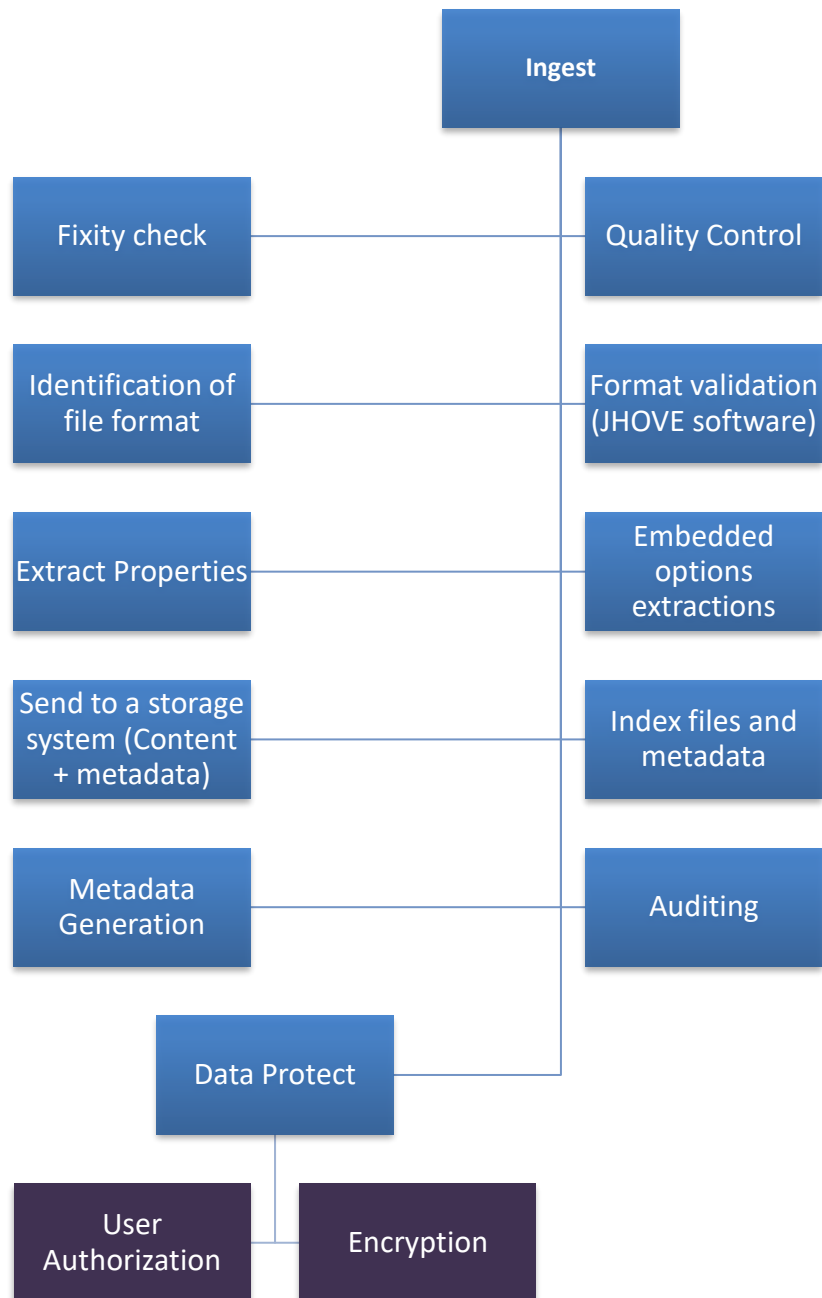 Ingest
Fixity check
Quality Control
Identification of
file format
Format validation
(JHOVE software)
Extract Properties
Embedded
options
extractions
Send to a storage
system (Content
+ metadata)
Index files and
metadata
Metadata
Generation
Auditing
Data Protect
User
Authorization
Encryption